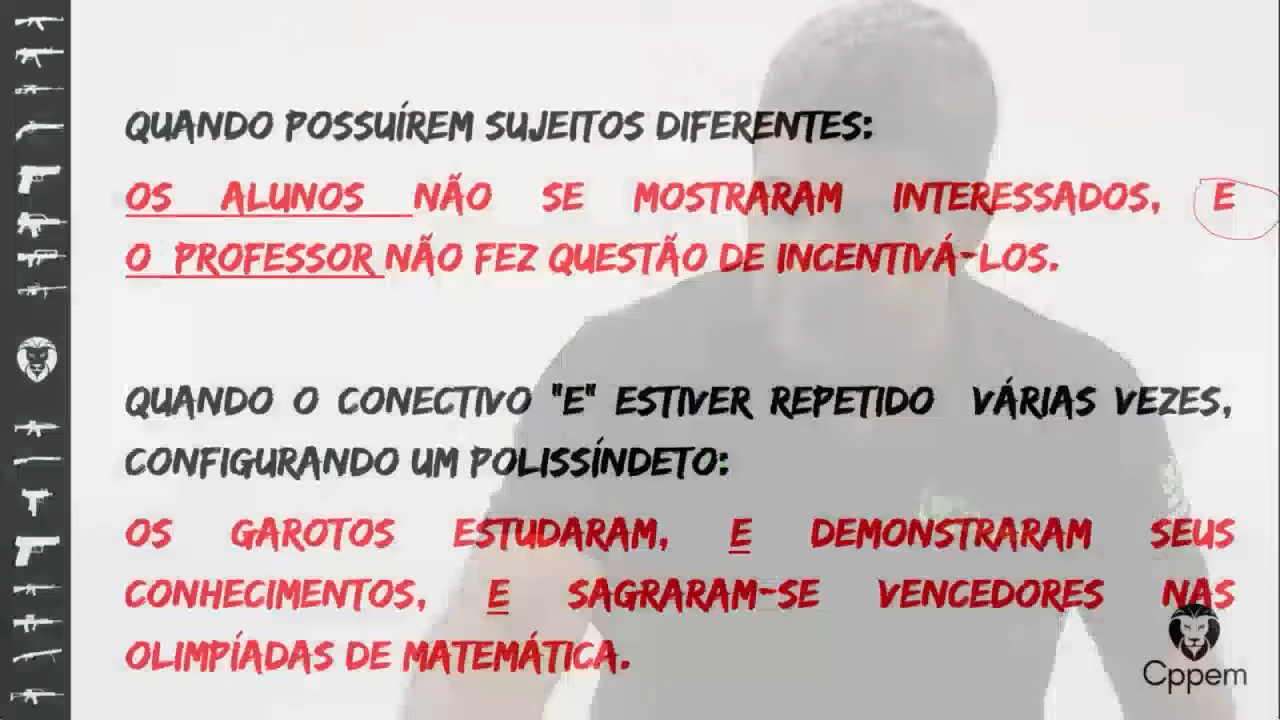 QUANDO POSSUÍREM SUJEITOS DIFERENTES:
OS ALUNOS NÃO SE MOSTRARAM INTERESSADOS, E
O PROFESSOR NÃO FEZ QUESTÃO DE INCENTIVÁ-LOS.
QUANDO O CONECTIVO "E" ESTIVER REPETIDO VÁRIAS VEZES,
CONFIGURANDO UM POLISSÍNDETO:
OS GAROTOS ESTUDARAM, E DEMONSTRARAM SEUS
CONHECIMENTOS, E SAGRARAM-SE VENCEDORES NAS
OLIMPÍADAS DE MATEMÁTICA.
Cppem